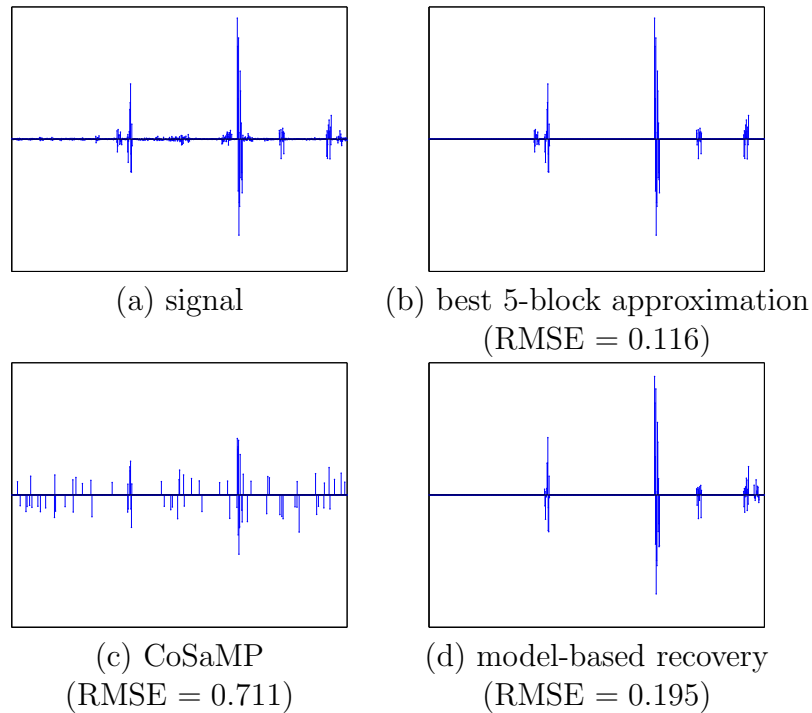 (a) signal
(b) best 5-block approximation
(RMSE = 0.116)
(c) CoSaMP
(RMSE = 0.711)
(d) model-based recovery
(RMSE = 0.195)